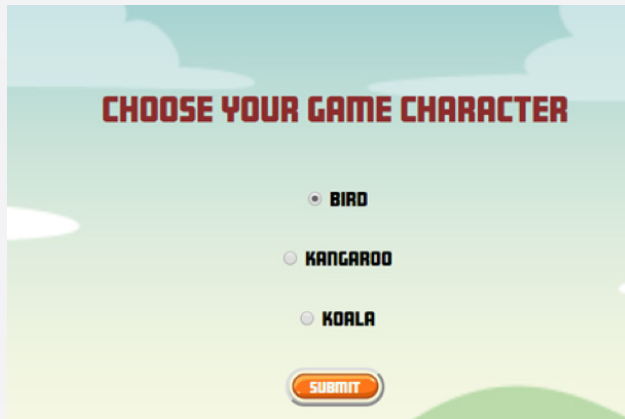 CHOOSE YOUR GAME CHARACTER
BIRD
KANGAROO
KOALA
SUBMIT